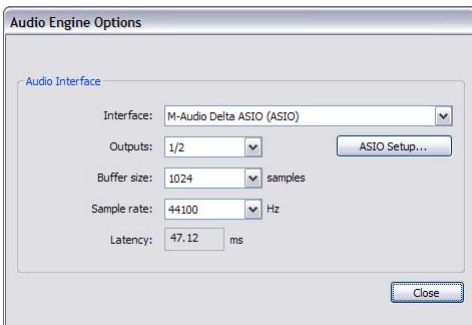 Audio Engine Options
Audio Interface
Interface: M-Audio Delta ASIO (ASIO)
Outputs: 1/2 ASIO Setup...
Buffer size: 1024 samples
Sample rate: 44100 Hz
Latency: 47.12 ms
Close